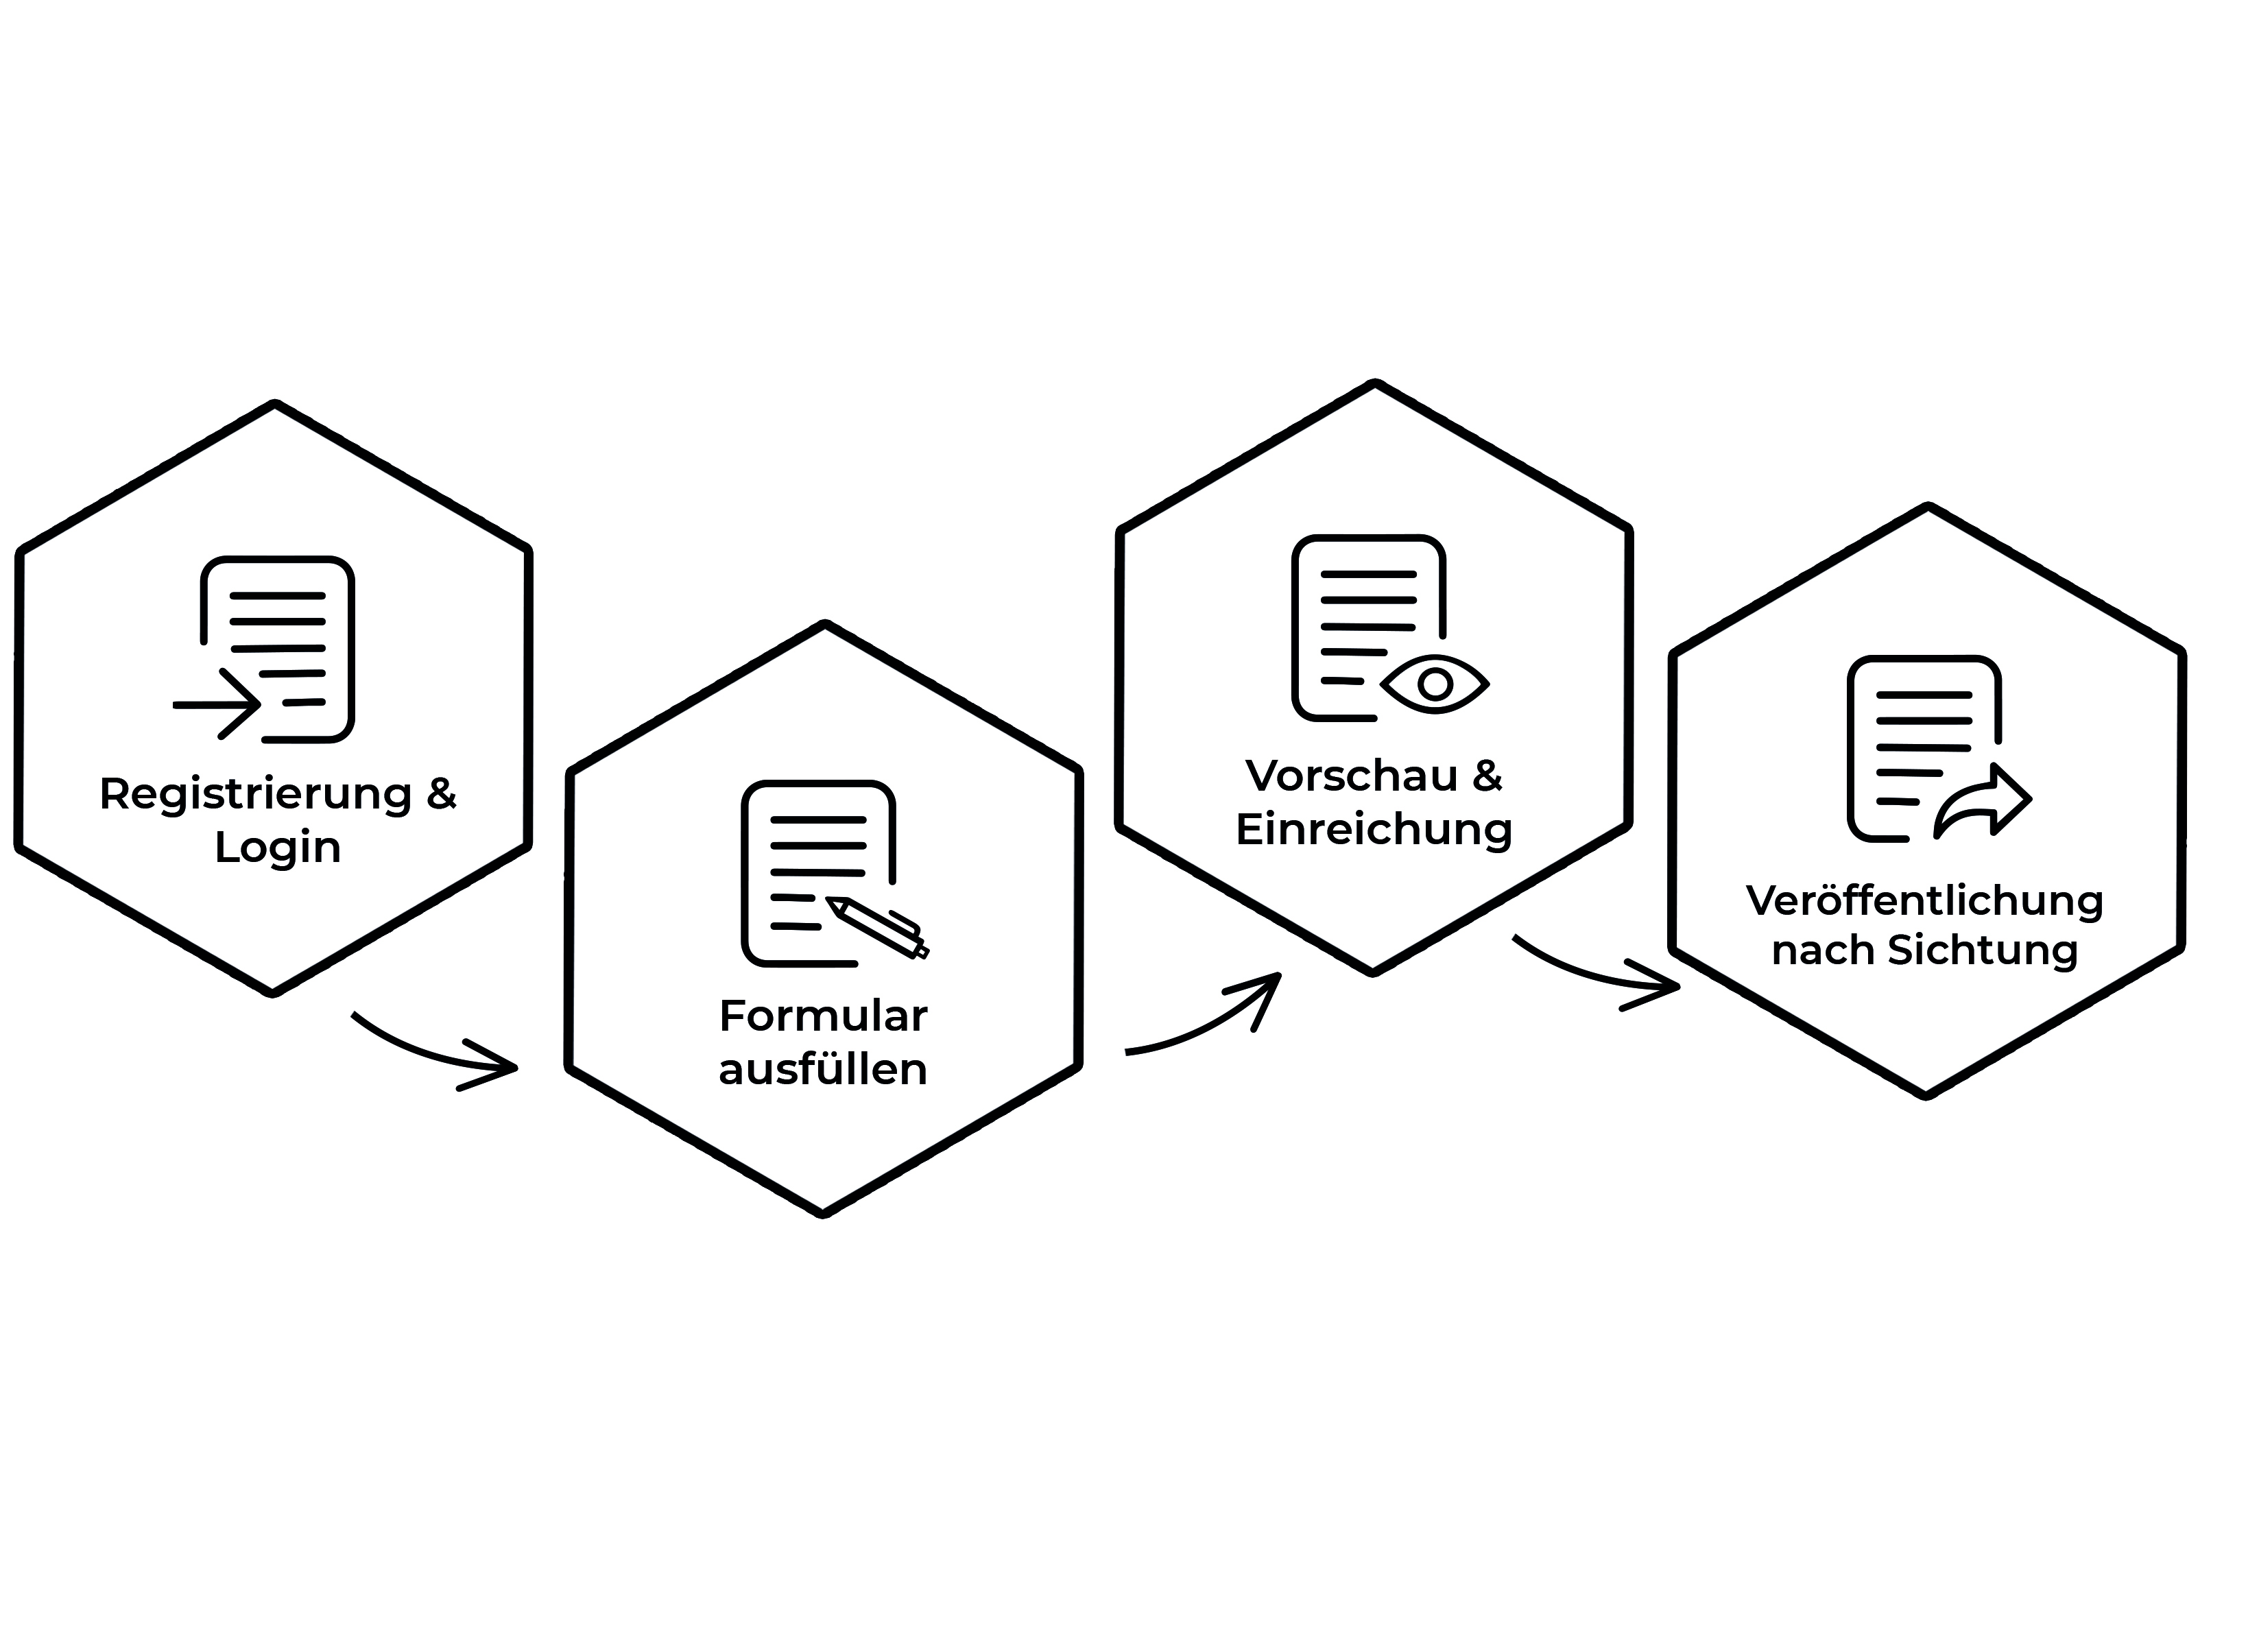 Registrierung &
Login
Formular
ausfüllen
Vorschau &
Einreichung
Veröffentlichung
nach Sichtung